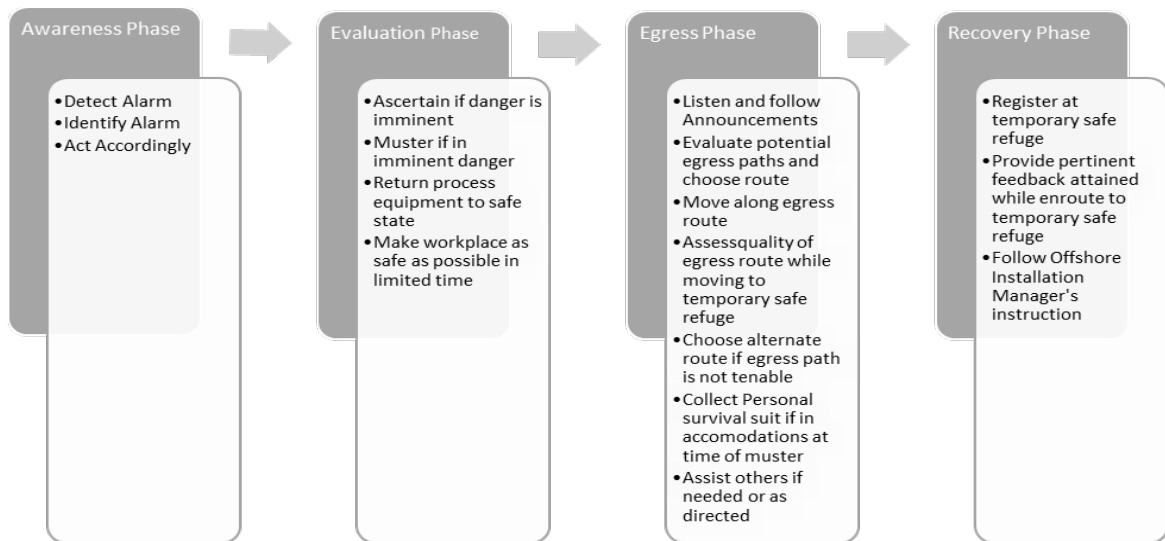 Awareness Phase
• Detect Alarm
• Identify Alarm
• Act Accordingly
Evaluation Phase
• Ascertain if danger is
imminent
• Muster if in
imminent danger
• Return process
equipment to safe
state
• Make workplace as
safe as possible in
limited time
Egress Phase
• Listen and follow
Announcements
• Evaluate potential
egress paths and
choose route
• Move along egress
route
• Assessquality of
egress route while
moving to
temporary safe
refuge
• Choose alternate
route if egress path
is not tenable
• Collect Personal
survival suit if in
accomodations at
time of muster
• Assist others if
needed or as
directed
Recovery Phase
• Register at
temporary safe
refuge
• Provide pertinent
feedback attained
while enroute to
temporary safe
refuge
• Follow Offshore
Installation
Manager's
instruction